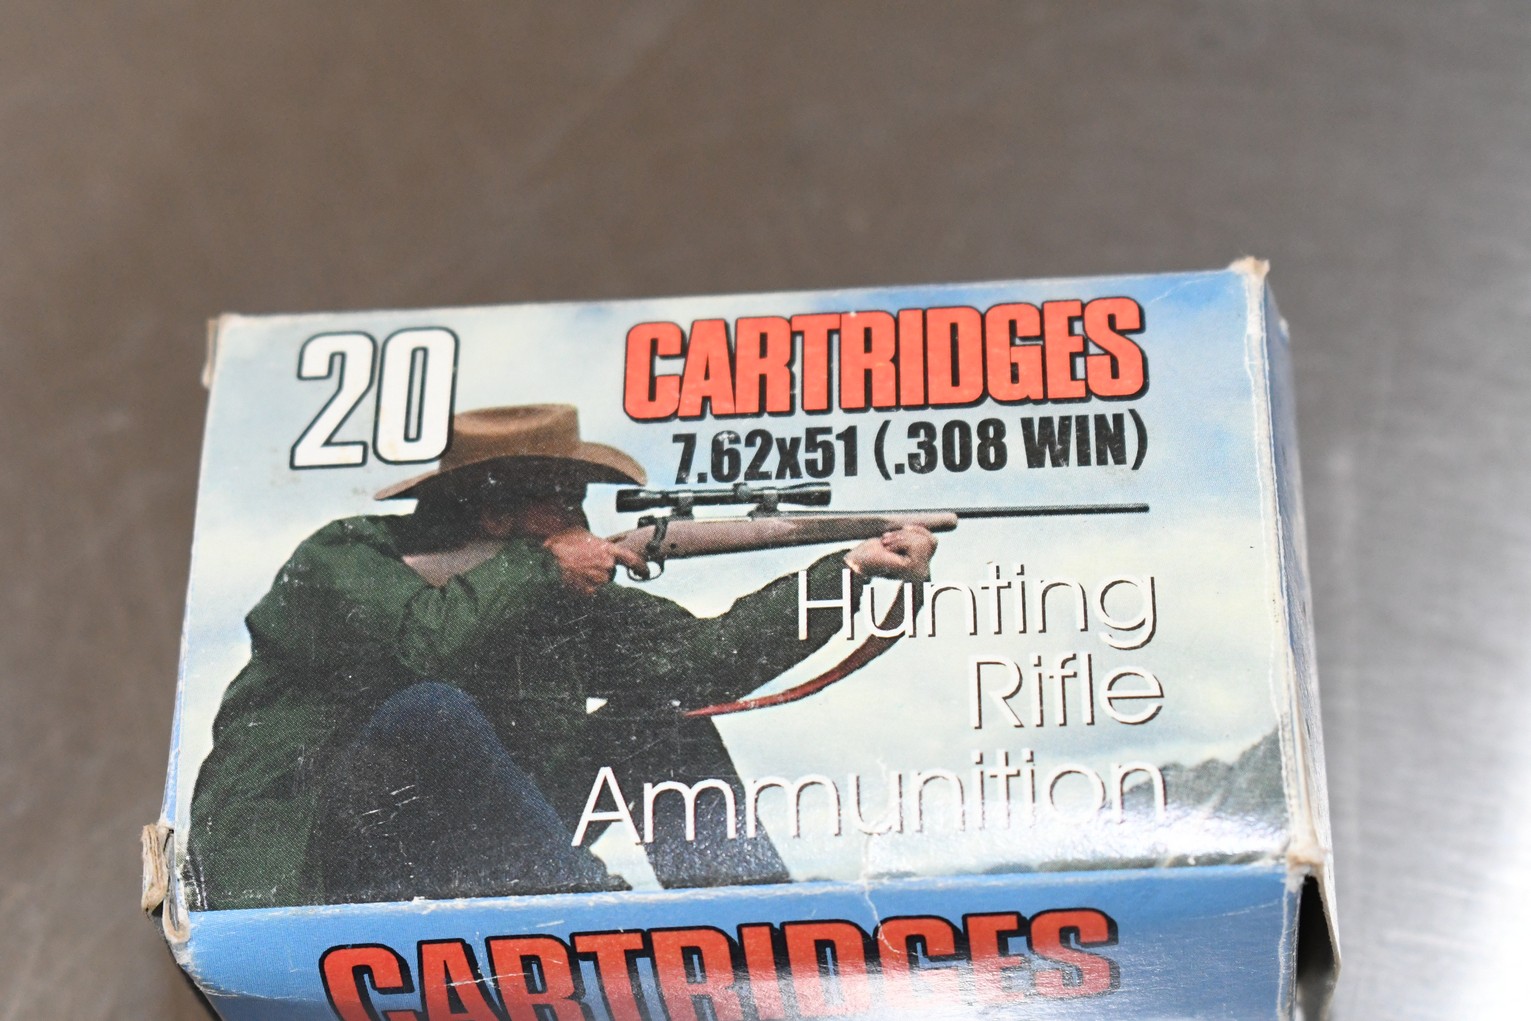 20
CARTRIDGES
7.62x51 (.308 WIN)
Hunting
Rifle
Ammunition
CARTRIDGES